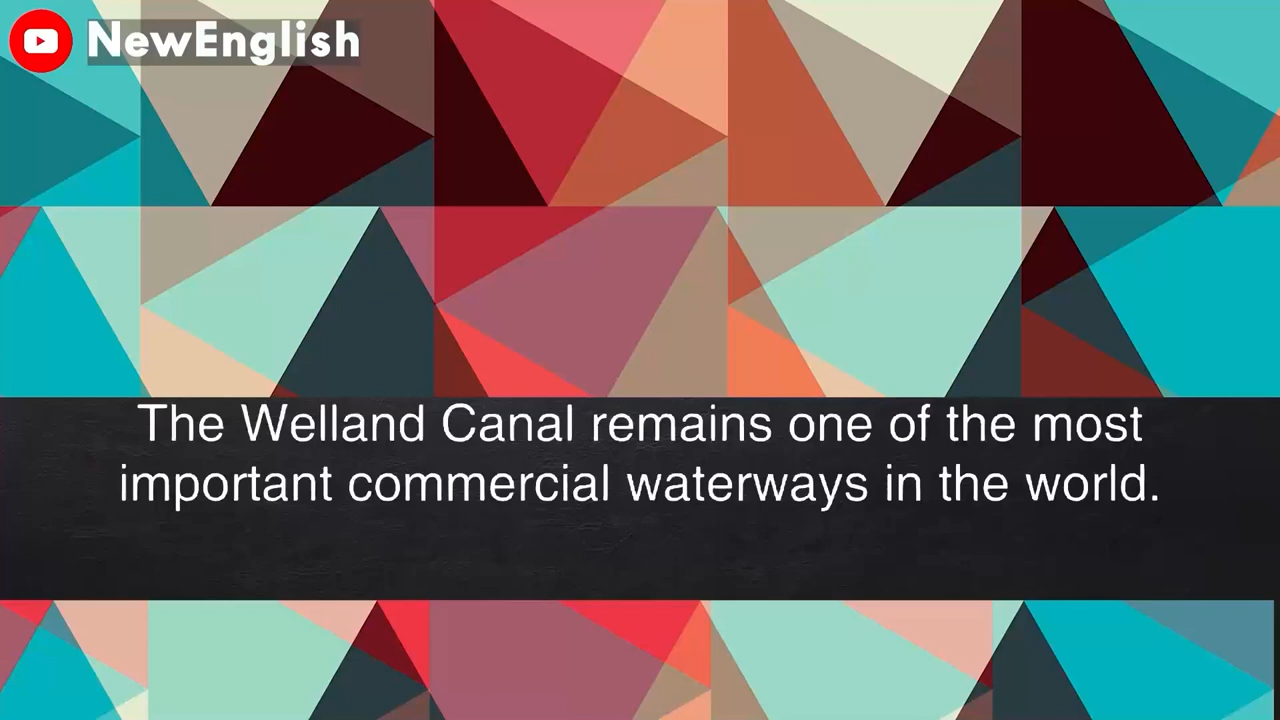 NewEnglish
The Welland Canal remains one of the most
important commercial waterways in the world.